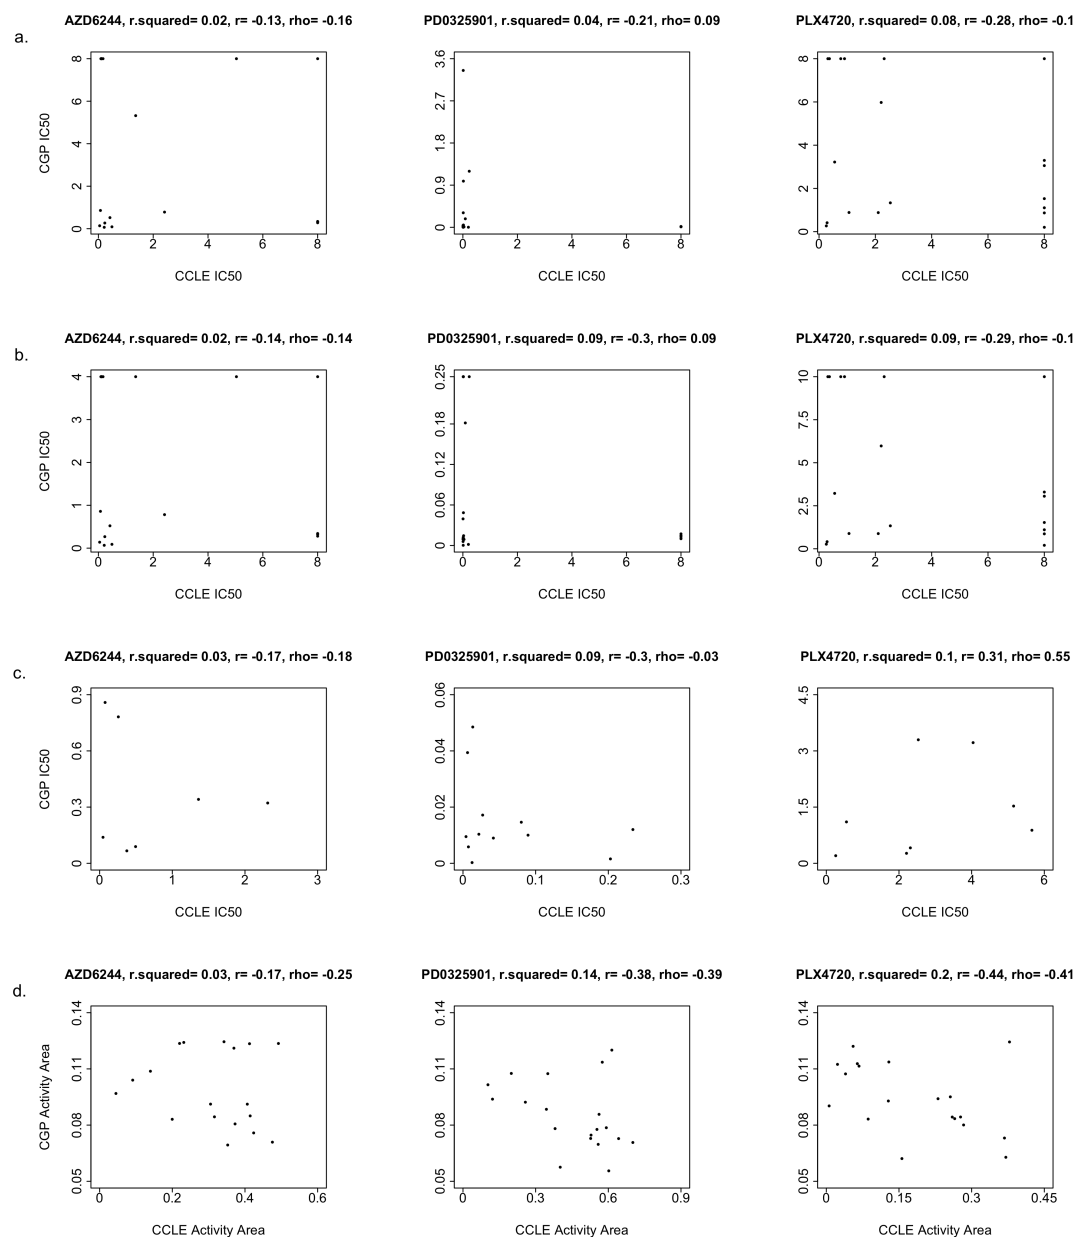 AZD6244, r.squared= 0.02, r= -0.13, rho= -0.16
PD0325901, r.squared= 0.04, r= -0.21, rho= 0.09
PLX4720, r.squared= 0.08, r= -0.28, rho= -0.1
a.
CGP IC50
0 2 4 6 8
0 2 4 6 8
CCLE IC50
0 0.9 1.8 2.7 3.6
0 2 4 6 8
CCLE IC50
0 2 4 6 8
0 2 4 6 8
CCLE IC50
AZD6244, r.squared= 0.02, r= -0.14, rho= -0.14
PD0325901, r.squared= 0.09, r= -0.3, rho= 0.09
PLX4720, r.squared= 0.09, r= -0.29, rho= -0.1
b.
CGP IC50
0 1 2 3 4
0 2 4 6 8
CCLE IC50
0 0.06 0.12 0.18 0.25
0 2 4 6 8
CCLE IC50
0 2.5 5 7.5 10
0 2 4 6 8
CCLE IC50
AZD6244, r.squared= 0.03, r= -0.17, rho= -0.18
PD0325901, r.squared= 0.09, r= -0.3, rho= -0.03
PLX4720, r.squared= 0.1, r= 0.31, rho= 0.55
c.
CGP IC50
0 0.3 0.6 0.9
0 1 2 3
CCLE IC50
0 0.02 0.04 0.06
0 0.1 0.2 0.3
CCLE IC50
0 1.5 3 4.5
0 2 4 6
CCLE IC50
AZD6244, r.squared= 0.03, r= -0.17, rho= -0.25
PD0325901, r.squared= 0.14, r= -0.38, rho= -0.39
PLX4720, r.squared= 0.2, r= -0.44, rho= -0.41
d.
CGP Activity Area
0.05 0.08 0.11 0.14
0 0.2 0.4 0.6
CCLE Activity Area
0.05 0.08 0.11 0.14
0 0.3 0.6 0.9
CCLE Activity Area
0.05 0.08 0.11 0.14
0 0.15 0.3 0.45
CCLE Activity Area